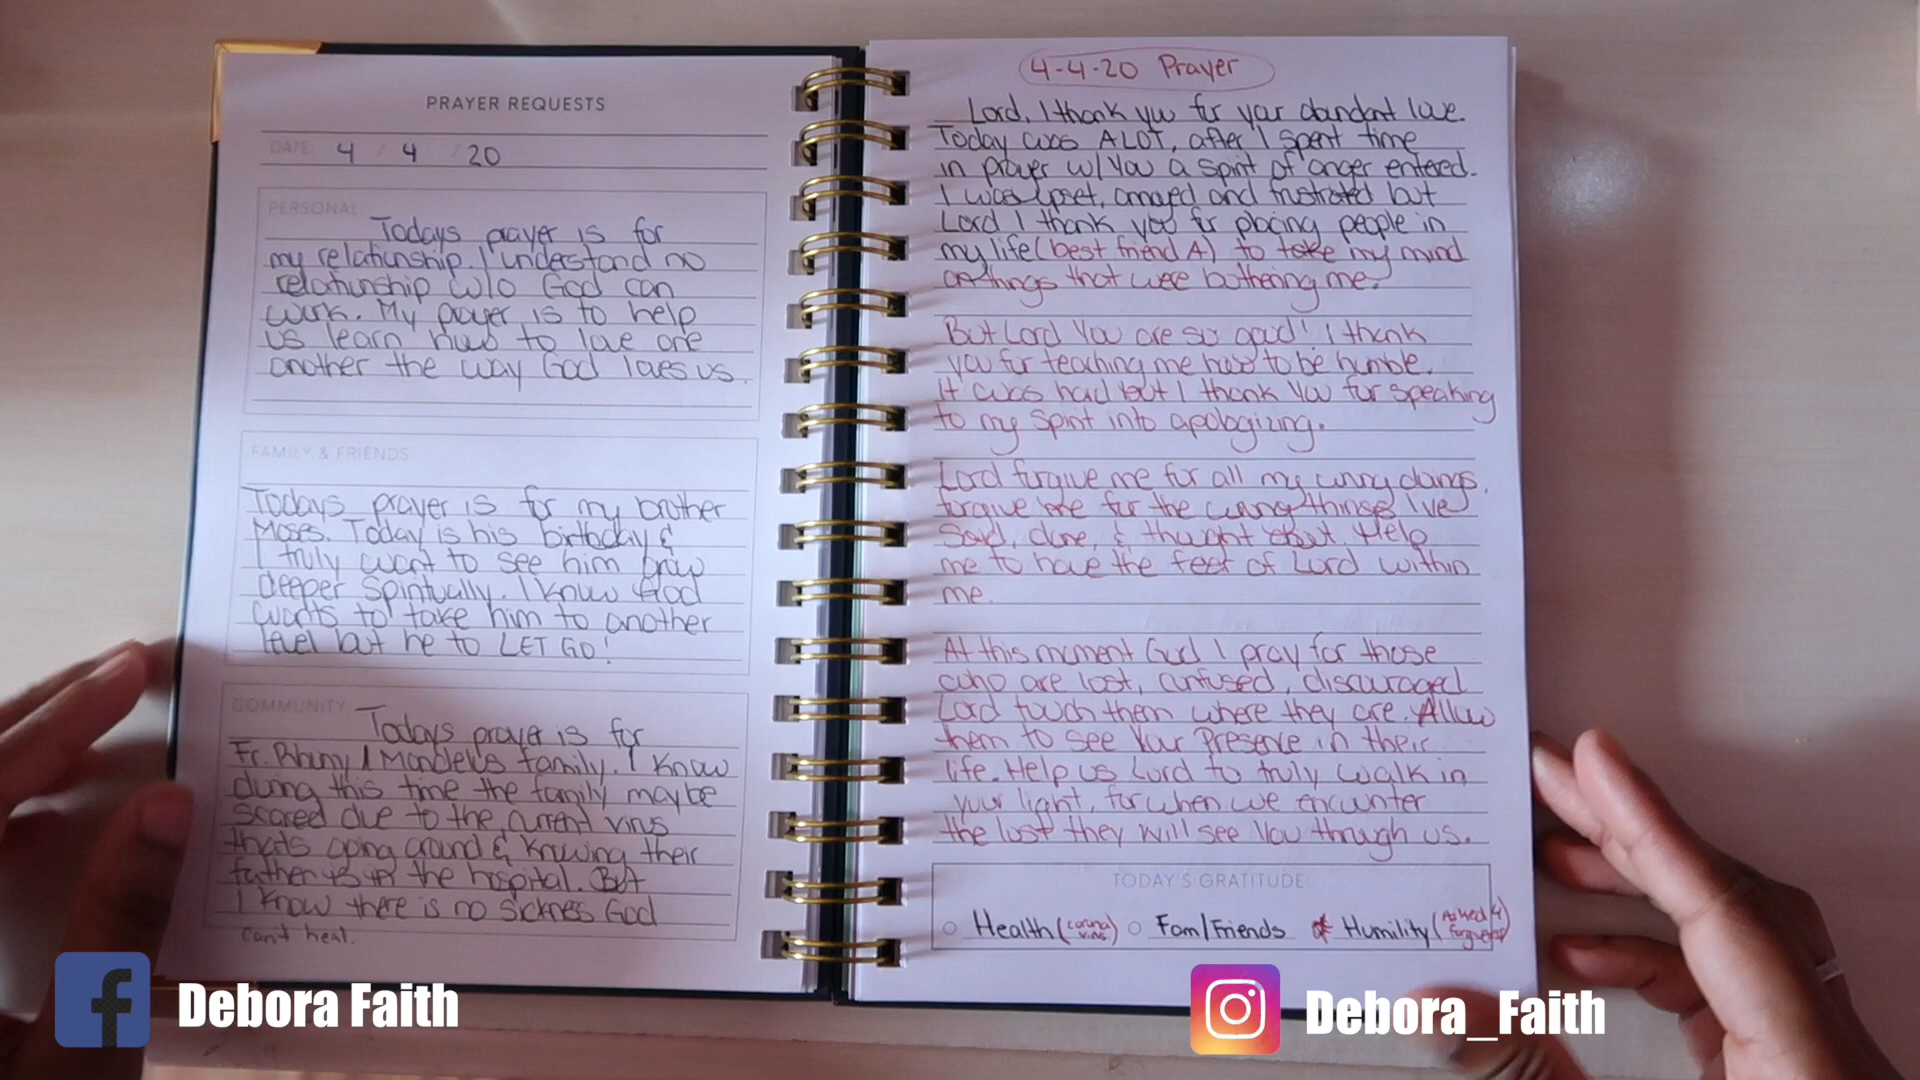 PRAYER REQUESTS
DATE: 4 / 4 / 20
PERSONAL
Todays prayer is for
my relationship. I understand no
relationship w/o God can
work. My prayer is to help
us learn how to love one
another the way God loves us.
FAMILY & FRIENDS
Todays prayer is for my brother
Moses. Today is his birthday &
I truly want to see him grow
deeper Spiritually. I know God
wants to take him to another
level but he to LET GO!
COMMUNITY
Todays prayer is for
Fr. family. I know
during this time the family maybe
scared due to the current virus
thats going around & knowing their
father is in the hospital. But
I know there is no sickness God
can't heal.
4-4-20 Prayer
Lord, I thank you for your abundant love.
Today was ALOT, after I spent time
in prayer w/ You a spirit of anger entered.
I was upset, annoyed and frustrated but
Lord I thank you for placing people in
my life (best friend A) to take my mind
things that were bothering me.
But Lord You are so good! I thank
you for teaching me how to be humble.
It was hard but I thank You for speaking
to my Spirit into apologizing.
Lord forgive me for all my wrong doings,
forgive me for the wrong things I've
Said, done, & thought about. Help
me to have the of Lord within
me.
At this moment God I pray for those
who are lost, confused, discouraged
Lord touch them where they are. Allow
them to see Your Presence in their
life. Help us Lord to truly walk in
your light, for when we encounter
the lost they will see You through us.
TODAY'S GRATITUDE:
Health (corona virus) Fam/Friends Humility (Asked 4
Debora Faith
Debora_Faith